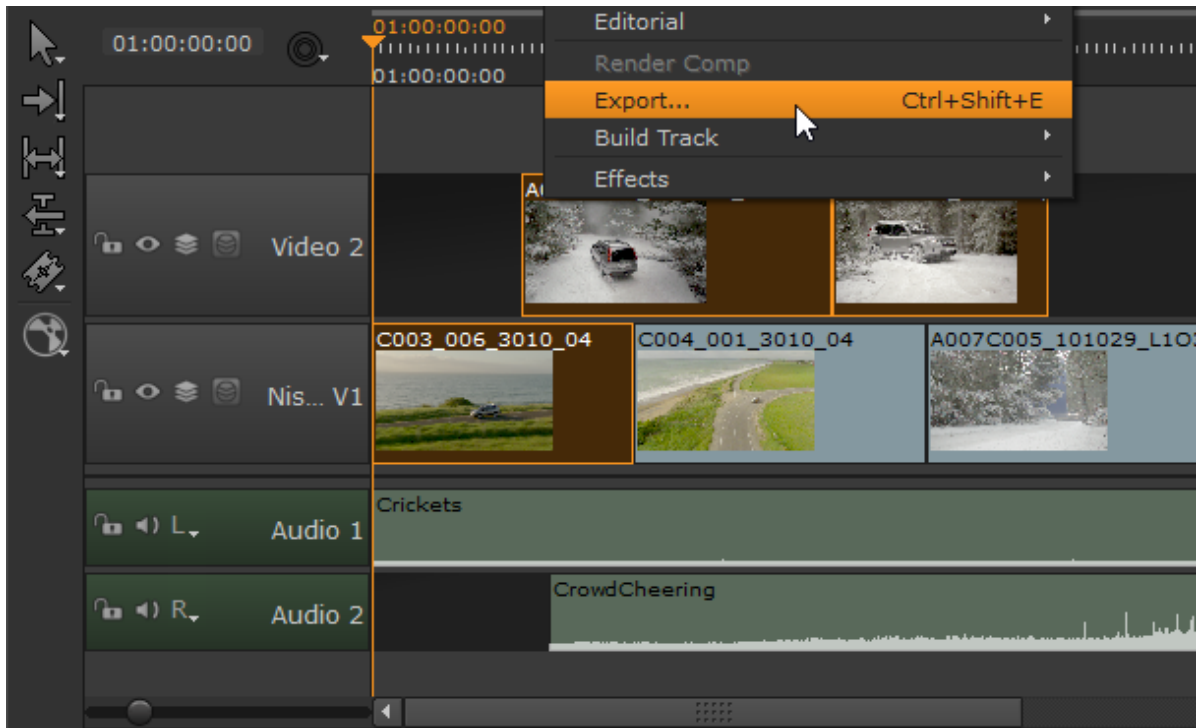 01:00:00:00
01:00:00:00
01:00:00:00
Editorial
Render Comp
Export... Ctrl+Shift+E
Build Track
Effects
Video 2
Nis... V1
C003_006_3010_04
C004_001_3010_04
A007C005_101029_L1O
Crickets
L
Audio 1
CrowdCheering
R
Audio 2